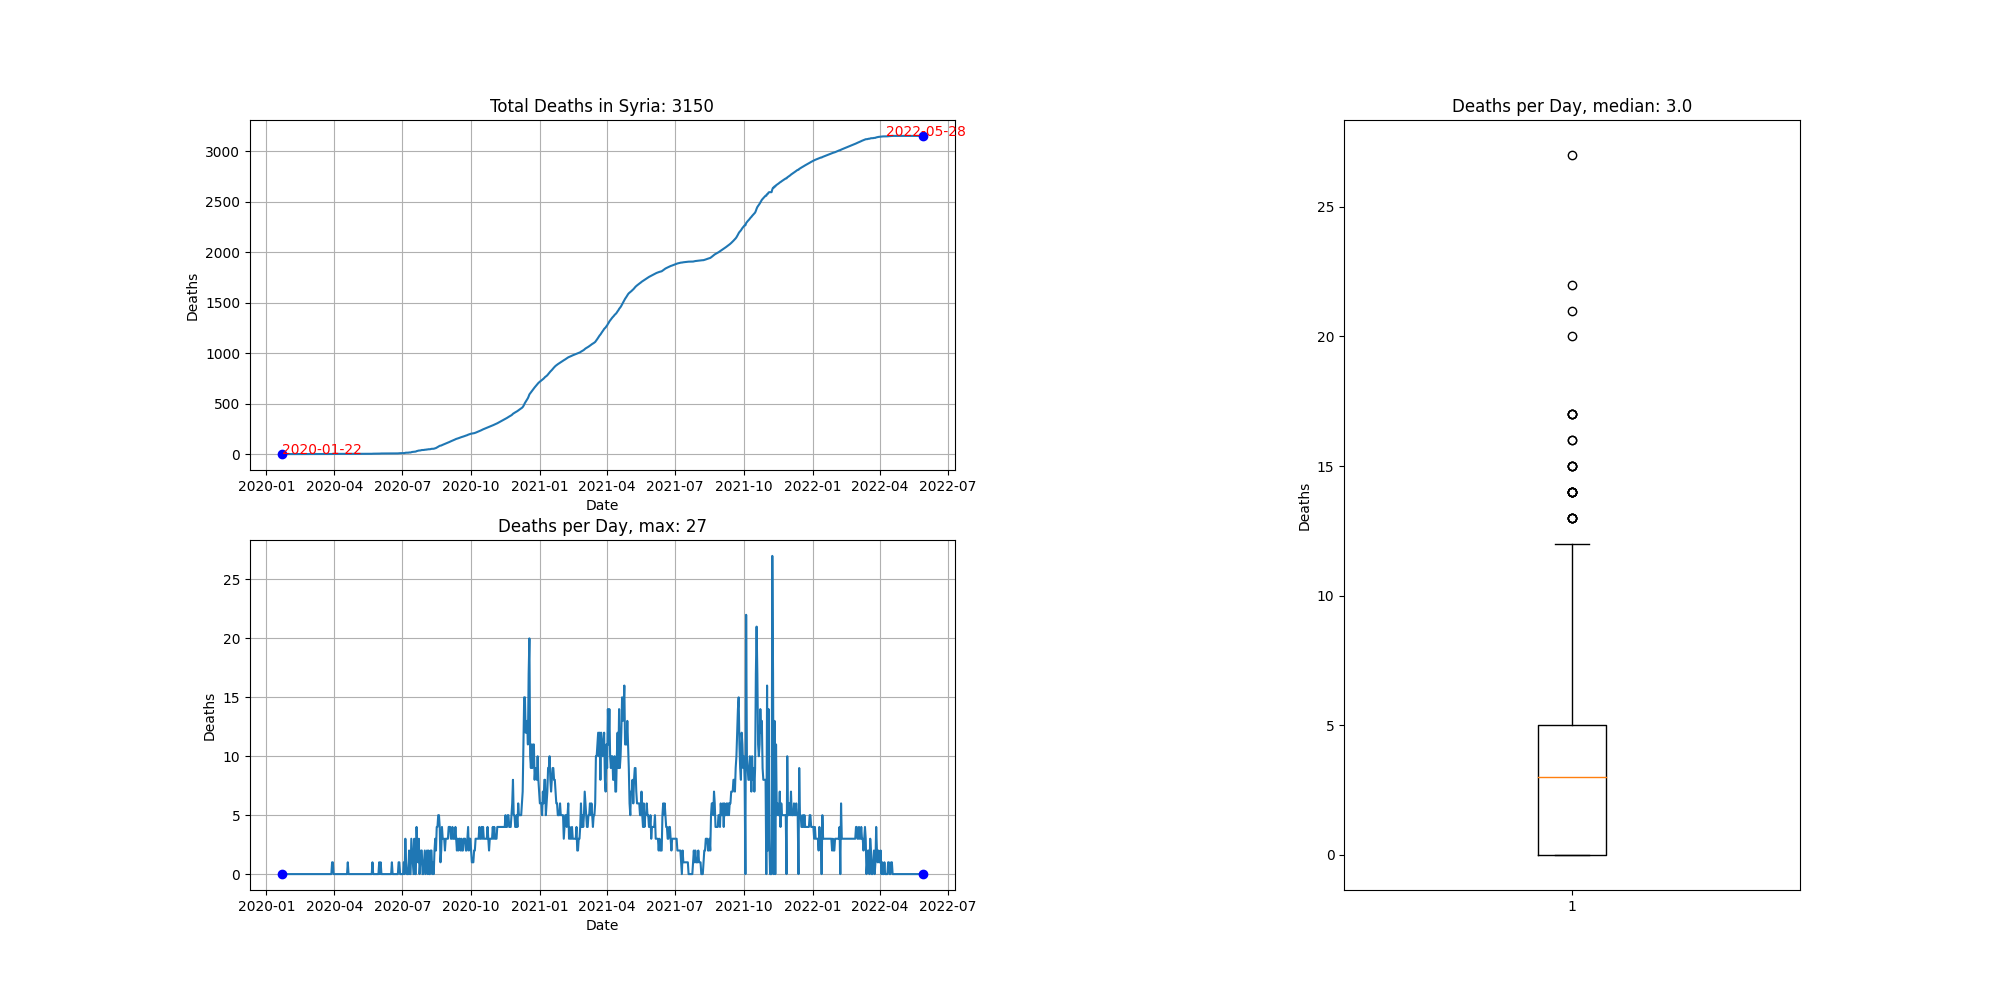 Total Deaths in Syria: 3150
3000
2500
2000
1500
1000
500
0
Deaths
2020-01-22
2022-05-28
2020-01 2020-04 2020-07 2020-10 2021-01 2021-04 2021-07 2021-10 2022-01 2022-04 2022-07
Date
Deaths per Day, max: 27
25
20
15
10
5
0
Deaths
2020-01 2020-04 2020-07 2020-10 2021-01 2021-04 2021-07 2021-10 2022-01 2022-04 2022-07
Date
Deaths per Day, median: 3.0
25
20
15
10
5
0
Deaths
1